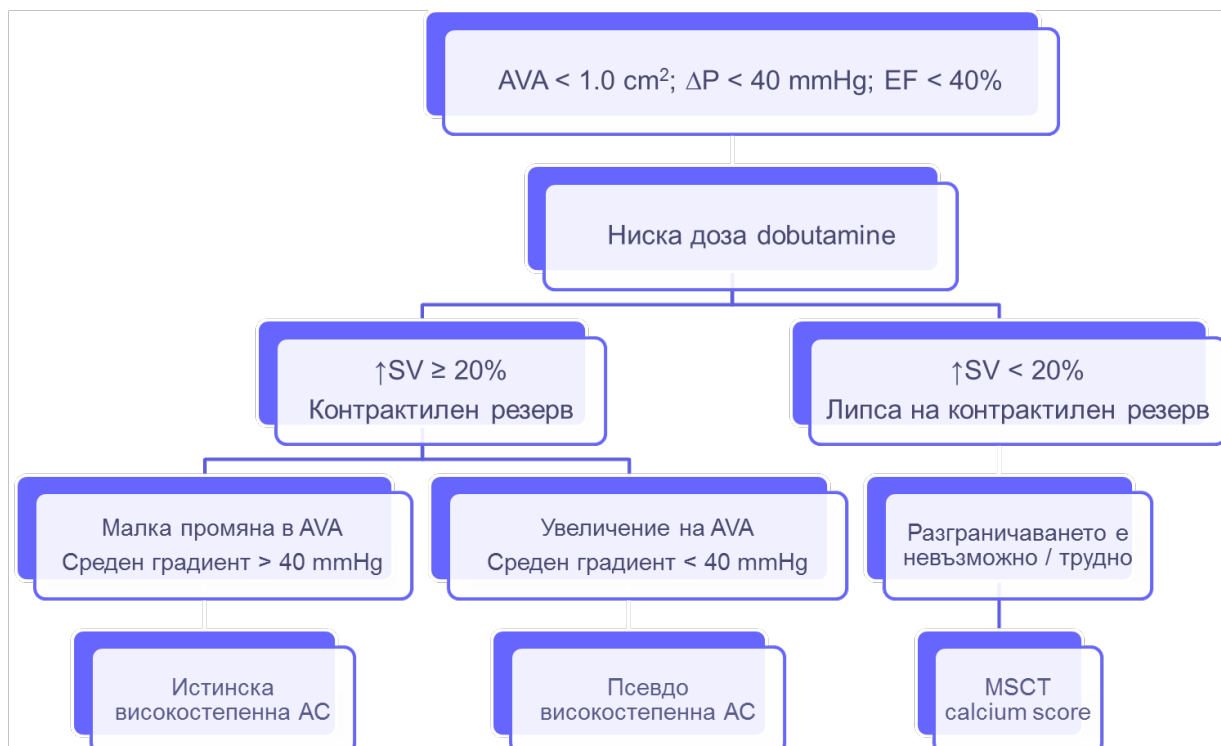 AVA < 1.0 cm²; ∆P < 40 mmHg; EF < 40%
Ниска доза dobutamine
↑SV ≥ 20%
Контрактилен резерв
↑SV < 20%
Липса на контрактилен резерв
Малка промяна в AVA
Среден градиент > 40 mmHg
Увеличение на AVA
Среден градиент < 40 mmHg
Разграничаването е
невъзможно / трудно
Истинска
високостепенна АС
Псевдо
високостепенна АС
MSCT
calcium score